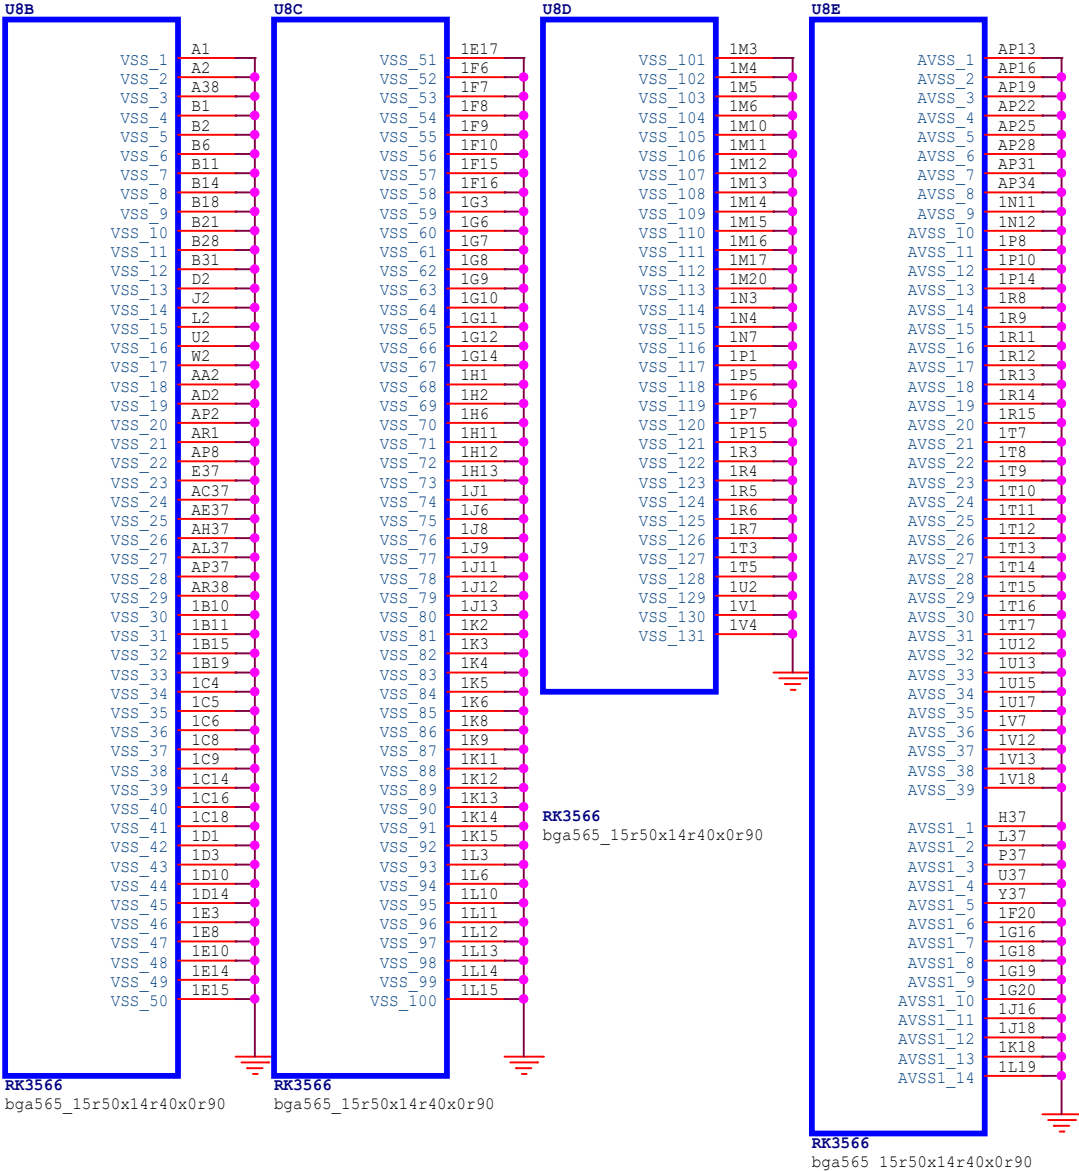 U8B
VSS_1 A1
VSS_2 A2
VSS_3 A38
VSS_4 B1
VSS_5 B2
VSS_6 B6
VSS_7 B11
VSS_8 B14
VSS_9 B18
VSS_10 B21
VSS_11 B28
VSS_12 B31
VSS_13 D2
VSS_14 J2
VSS_15 L2
VSS_16 U2
VSS_17 W2
VSS_18 AA2
VSS_19 AD2
VSS_20 AP2
VSS_21 AR1
VSS_22 AP8
VSS_23 E37
VSS_24 AC37
VSS_25 AE37
VSS_26 AH37
VSS_27 AL37
VSS_28 AP37
VSS_29 AR38
VSS_30 1B10
VSS_31 1B11
VSS_32 1B15
VSS_33 1B19
VSS_34 1C4
VSS_35 1C5
VSS_36 1C6
VSS_37 1C8
VSS_38 1C9
VSS_39 1C14
VSS_40 1C16
VSS_41 1C18
VSS_42 1D1
VSS_43 1D3
VSS_44 1D10
VSS_45 1D14
VSS_46 1E3
VSS_47 1E8
VSS_48 1E10
VSS_49 1E14
VSS_50 1E15
RK3566
bga565_15r50x14r40x0r90
U8C
VSS_51 1E17
VSS_52 1F6
VSS_53 1F7
VSS_54 1F8
VSS_55 1F9
VSS_56 1F10
VSS_57 1F15
VSS_58 1F16
VSS_59 1G3
VSS_60 1G6
VSS_61 1G7
VSS_62 1G8
VSS_63 1G9
VSS_64 1G10
VSS_65 1G11
VSS_66 1G12
VSS_67 1G14
VSS_68 1H1
VSS_69 1H2
VSS_70 1H6
VSS_71 1H11
VSS_72 1H12
VSS_73 1H13
VSS_74 1J1
VSS_75 1J6
VSS_76 1J8
VSS_77 1J9
VSS_78 1J11
VSS_79 1J12
VSS_80 1J13
VSS_81 1K2
VSS_82 1K3
VSS_83 1K4
VSS_84 1K5
VSS_85 1K6
VSS_86 1K8
VSS_87 1K9
VSS_88 1K11
VSS_89 1K12
VSS_90 1K13
VSS_91 1K14
VSS_92 1K15
VSS_93 1L3
VSS_94 1L6
VSS_95 1L10
VSS_96 1L11
VSS_97 1L12
VSS_98 1L13
VSS_99 1L14
VSS_100 1L15
RK3566
bga565_15r50x14r40x0r90
U8D
VSS_101 1M3
VSS_102 1M4
VSS_103 1M5
VSS_104 1M6
VSS_105 1M10
VSS_106 1M11
VSS_107 1M12
VSS_108 1M13
VSS_109 1M14
VSS_110 1M15
VSS_111 1M16
VSS_112 1M17
VSS_113 1M20
VSS_114 1N3
VSS_115 1N4
VSS_116 1N7
VSS_117 1P1
VSS_118 1P5
VSS_119 1P6
VSS_120 1P7
VSS_121 1P15
VSS_122 1R3
VSS_123 1R4
VSS_124 1R5
VSS_125 1R6
VSS_126 1R7
VSS_127 1T3
VSS_128 1T5
VSS_129 1U2
VSS_130 1V1
VSS_131 1V4
RK3566
bga565_15r50x14r40x0r90
U8E
AVSS_1 AP13
AVSS_2 AP16
AVSS_3 AP19
AVSS_4 AP22
AVSS_5 AP25
AVSS_6 AP28
AVSS_7 AP31
AVSS_8 AP34
AVSS_9 1N11
AVSS_10 1N12
AVSS_11 1P8
AVSS_12 1P10
AVSS_13 1P14
AVSS_14 1R8
AVSS_15 1R9
AVSS_16 1R11
AVSS_17 1R12
AVSS_18 1R13
AVSS_19 1R14
AVSS_20 1R15
AVSS_21 1T7
AVSS_22 1T8
AVSS_23 1T9
AVSS_24 1T10
AVSS_25 1T11
AVSS_26 1T12
AVSS_27 1T13
AVSS_28 1T14
AVSS_29 1T15
AVSS_30 1T16
AVSS_31 1T17
AVSS_32 1U12
AVSS_33 1U13
AVSS_34 1U15
AVSS_35 1U17
AVSS_36 1V7
AVSS_37 1V12
AVSS_38 1V13
AVSS_39 1V18
AVSS1_1 H37
AVSS1_2 L37
AVSS1_3 P37
AVSS1_4 U37
AVSS1_5 Y37
AVSS1_6 1F20
AVSS1_7 1G16
AVSS1_8 1G18
AVSS1_9 1G19
AVSS1_10 1G20
AVSS1_11 1J16
AVSS1_12 1J18
AVSS1_13 1K18
AVSS1_14 1L19
RK3566
bga565_15r50x14r40x0r90